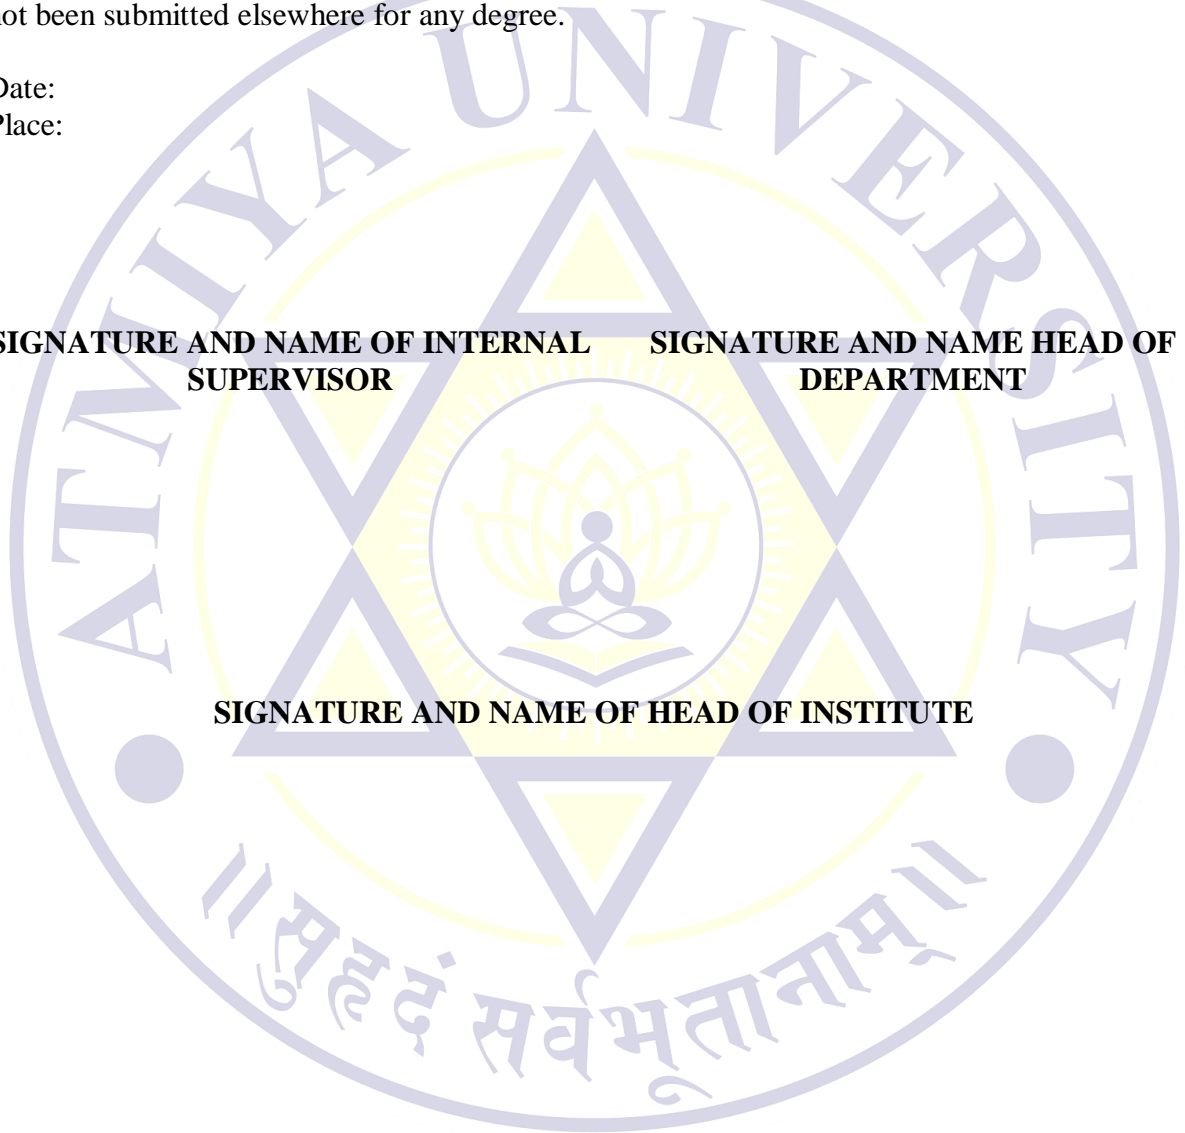 not been submitted elsewhere for any degree.
Date:
Place:
SIGNATURE AND NAME OF INTERNAL SUPERVISOR
SIGNATURE AND NAME HEAD OF DEPARTMENT
SIGNATURE AND NAME OF HEAD OF INSTITUTE
ATMIYA UNIVERSITY
॥ सुहृदं सर्वभूतानाम् ॥